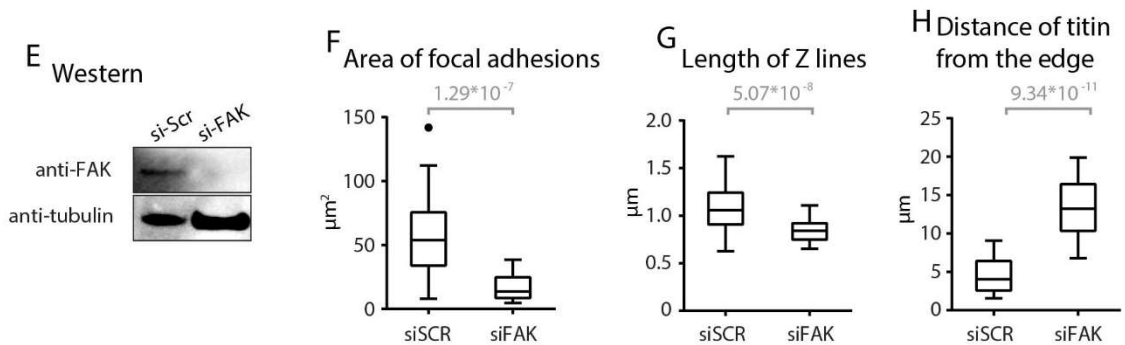 E Western
si-Scr si-FAK
anti-FAK
anti-tubulin
F Area of focal adhesions
1.29*10 -7
150
100
50
0
µm²
siSCR siFAK
G Length of Z lines
5.07*10 -8
2.0
1.5
1.0
0.5
0
µm
siSCR siFAK
H Distance of titin
from the edge
9.34*10 -11
25
20
15
10
5
0
µm
siSCR siFAK